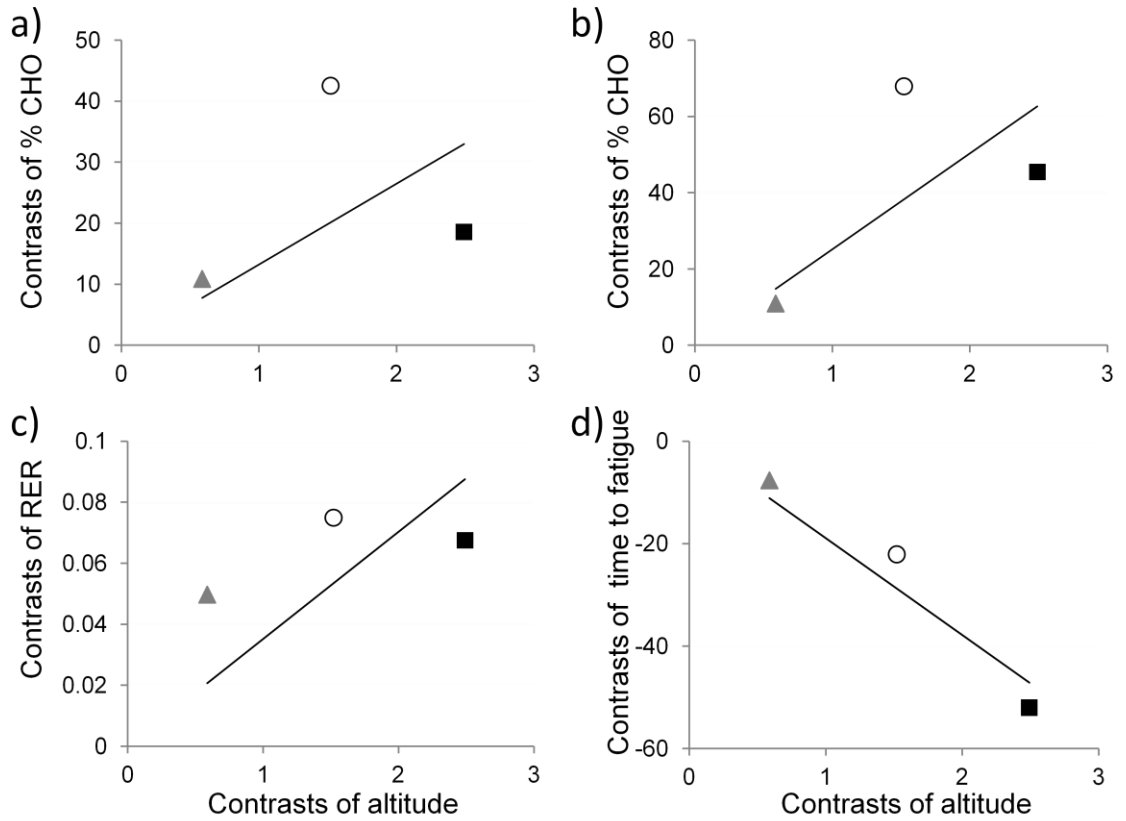 a)
Contrasts of % CHO
50
40
30
20
10
0
0 1 2 3
b)
Contrasts of % CHO
80
60
40
20
0
0 1 2 3
c)
Contrasts of RER
0.1
0.08
0.06
0.04
0.02
0
0 1 2 3
Contrasts of altitude
d)
Contrasts of time to fatigue
0
-20
-40
-60
0 1 2 3
Contrasts of altitude